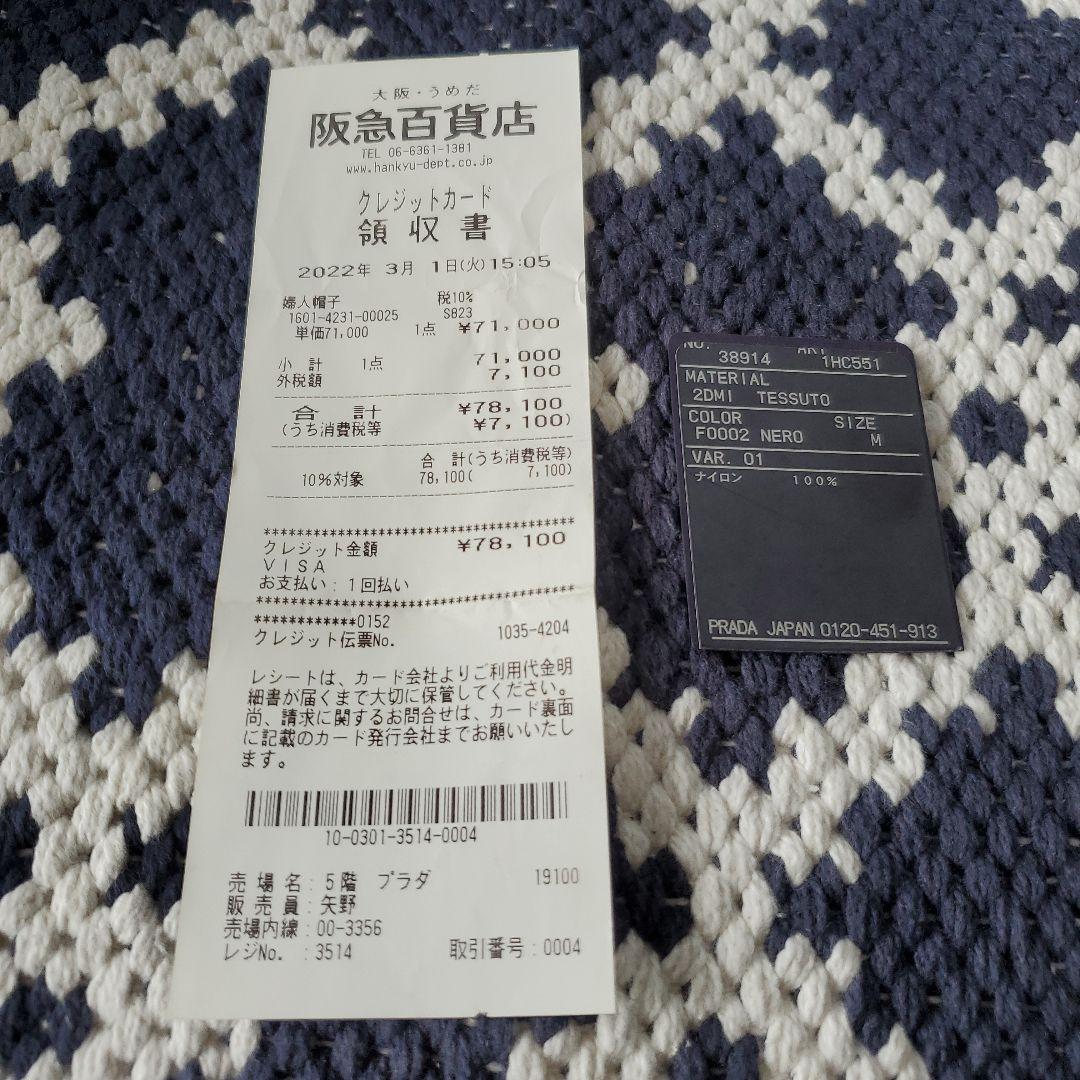 大阪・うめだ
阪急百貨店
TEL 06-6361-1381
www.hankyu-dept.co.jp
クレジットカード
領収書
2022年 3月 1日(火)15:05
婦人帽子 税10%
1601-4231-00025 S823
単価71,000 1点 ¥71,000
小計 1点 71,000
外税額 7,100
合計 ¥78,100
(うち消費税等 ¥7,100)
合 計(うち消費税等)
10%対象 78,100( 7,100)
************************************
クレジット金額 ¥78,100
VISA
お支払い:1回払い
************************************
************0152
クレジット伝票No. 1035-4204
レシートは、カード会社よりご利用代金明
細書が届くまで大切に保管してください。
尚、請求に関するお問合せは、カード裏面
に記載のカード発行会社までお願いいたし
ます。
10-0301-3514-0004
売場名:5階 プラダ 19100
販売員:矢野
売場内線:00-3356
レジNo. :3514 取引番号:0004
NO. ART
38914 1HC551
MATERIAL
2DMI TESSUTO
COLOR SIZE
F0002 NERO M
VAR. 01
ナイロン 100%
PRADA JAPAN 0120-451-913